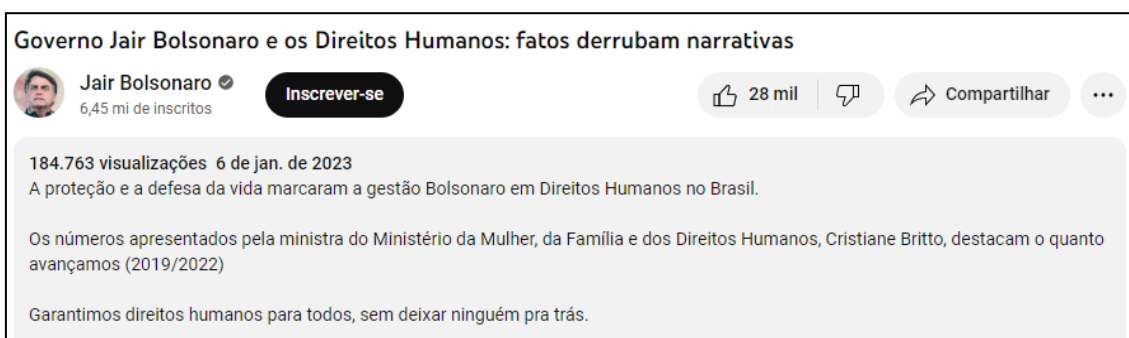 Governo Jair Bolsonaro e os Direitos Humanos: fatos derrubam narrativas
Jair Bolsonaro
6,45 mi de inscritos
Inscrever-se
28 mil
Compartilhar
184.763 visualizações 6 de jan. de 2023
A proteção e a defesa da vida marcaram a gestão Bolsonaro em Direitos Humanos no Brasil.
Os números apresentados pela ministra do Ministério da Mulher, da Família e dos Direitos Humanos, Cristiane Britto, destacam o quanto
avançamos (2019/2022)
Garantimos direitos humanos para todos, sem deixar ninguém pra trás.